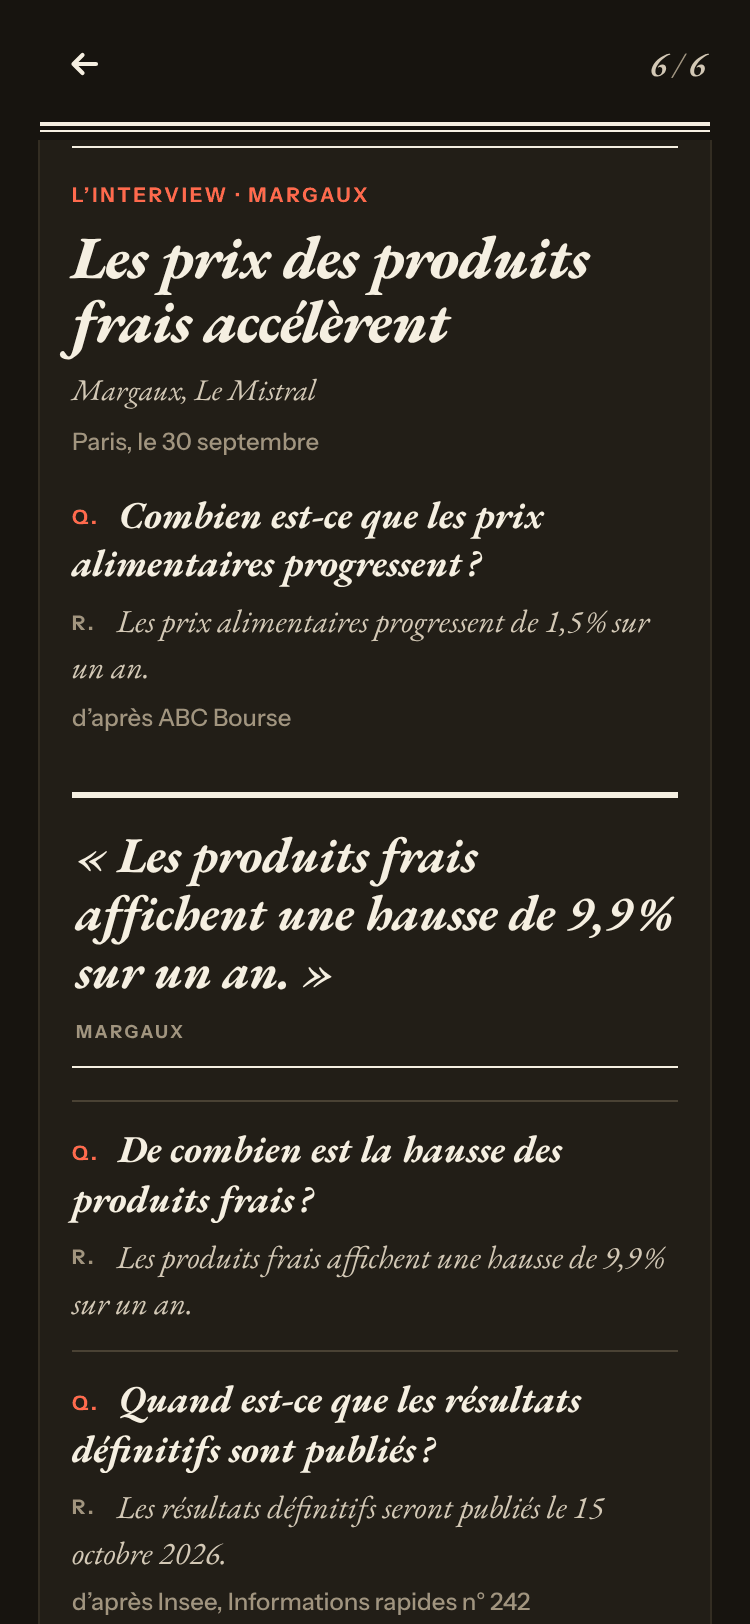 6/6
L’INTERVIEW · MARGAUX
Les prix des produits
frais accélèrent
Margaux, Le Mistral
Paris, le 30 septembre
Q. Combien est-ce que les prix
alimentaires progressent ?
R. Les prix alimentaires progressent de 1,5 % sur
un an.
d’après ABC Bourse
« Les produits frais
affichent une hausse de 9,9 %
sur un an. »
MARGAUX
Q. De combien est la hausse des
produits frais ?
R. Les produits frais affichent une hausse de 9,9 %
sur un an.
Q. Quand est-ce que les résultats
définitifs sont publiés ?
R. Les résultats définitifs seront publiés le 15
octobre 2026.
d’après Insee, Informations rapides n° 242